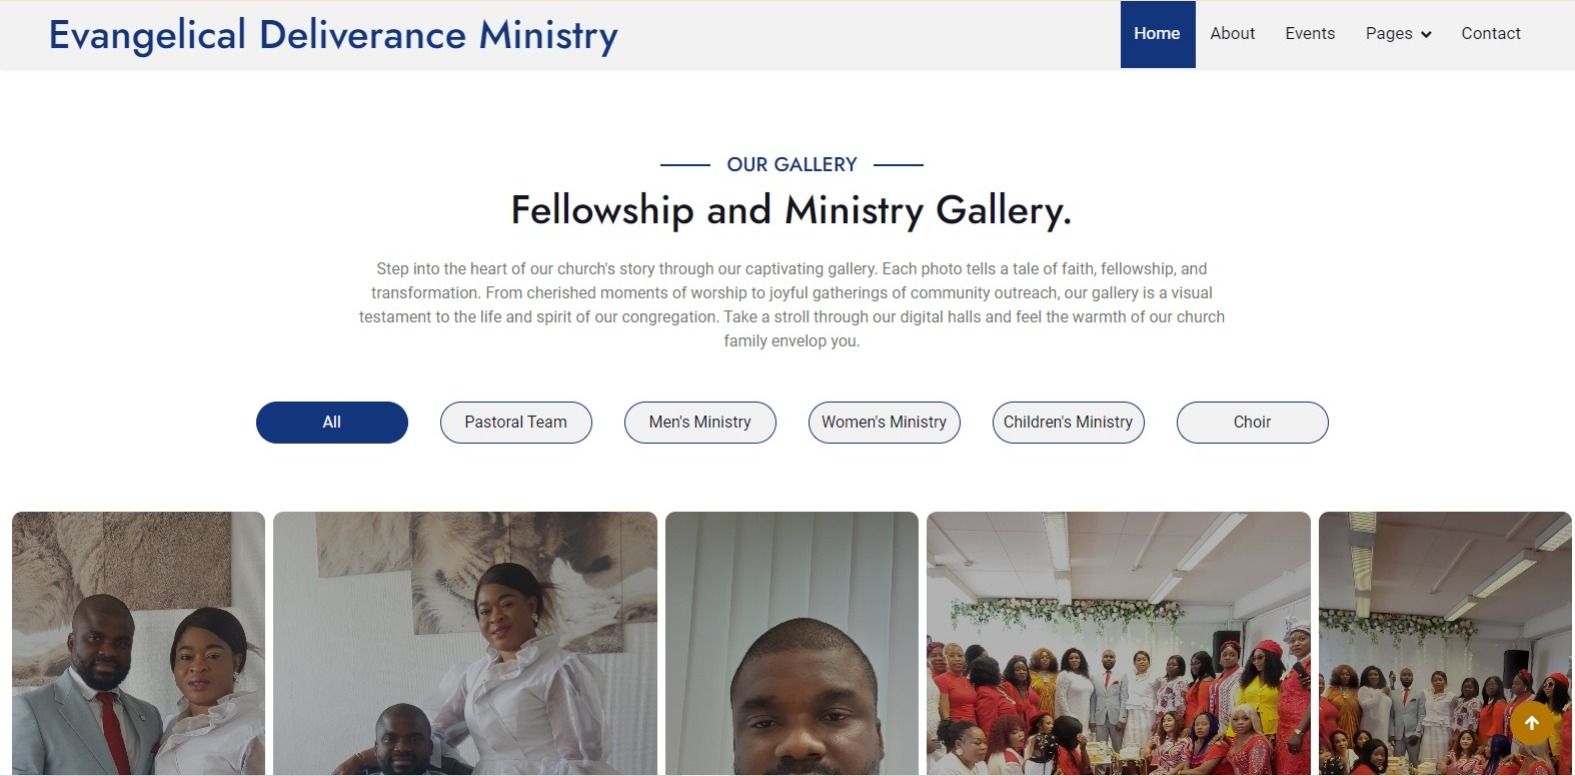 Evangelical Deliverance Ministry
Home About Events Pages Contact
OUR GALLERY
Fellowship and Ministry Gallery.
Step into the heart of our church's story through our captivating gallery. Each photo tells a tale of faith, fellowship, and
transformation. From cherished moments of worship to joyful gatherings of community outreach, our gallery is a visual
testament to the life and spirit of our congregation. Take a stroll through our digital halls and feel the warmth of our church
family envelop you.
All Pastoral Team Men's Ministry Women's Ministry Children's Ministry Choir